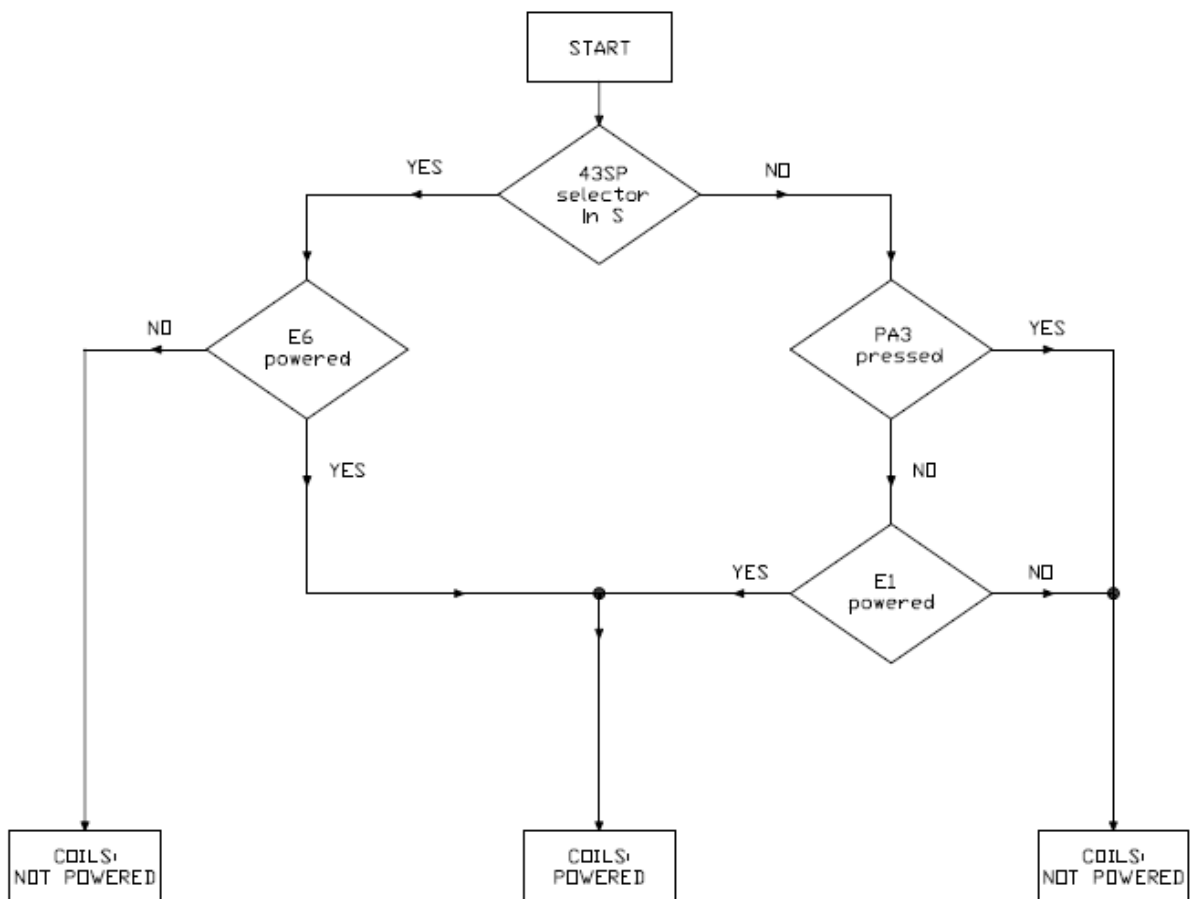 START
YES
43SP
selector
In S
NO
NO
E6
powered
PA3
pressed
YES
YES
NO
YES
E1
powered
NO
COILS:
NOT POWERED
COILS:
POWERED
COILS:
NOT POWERED